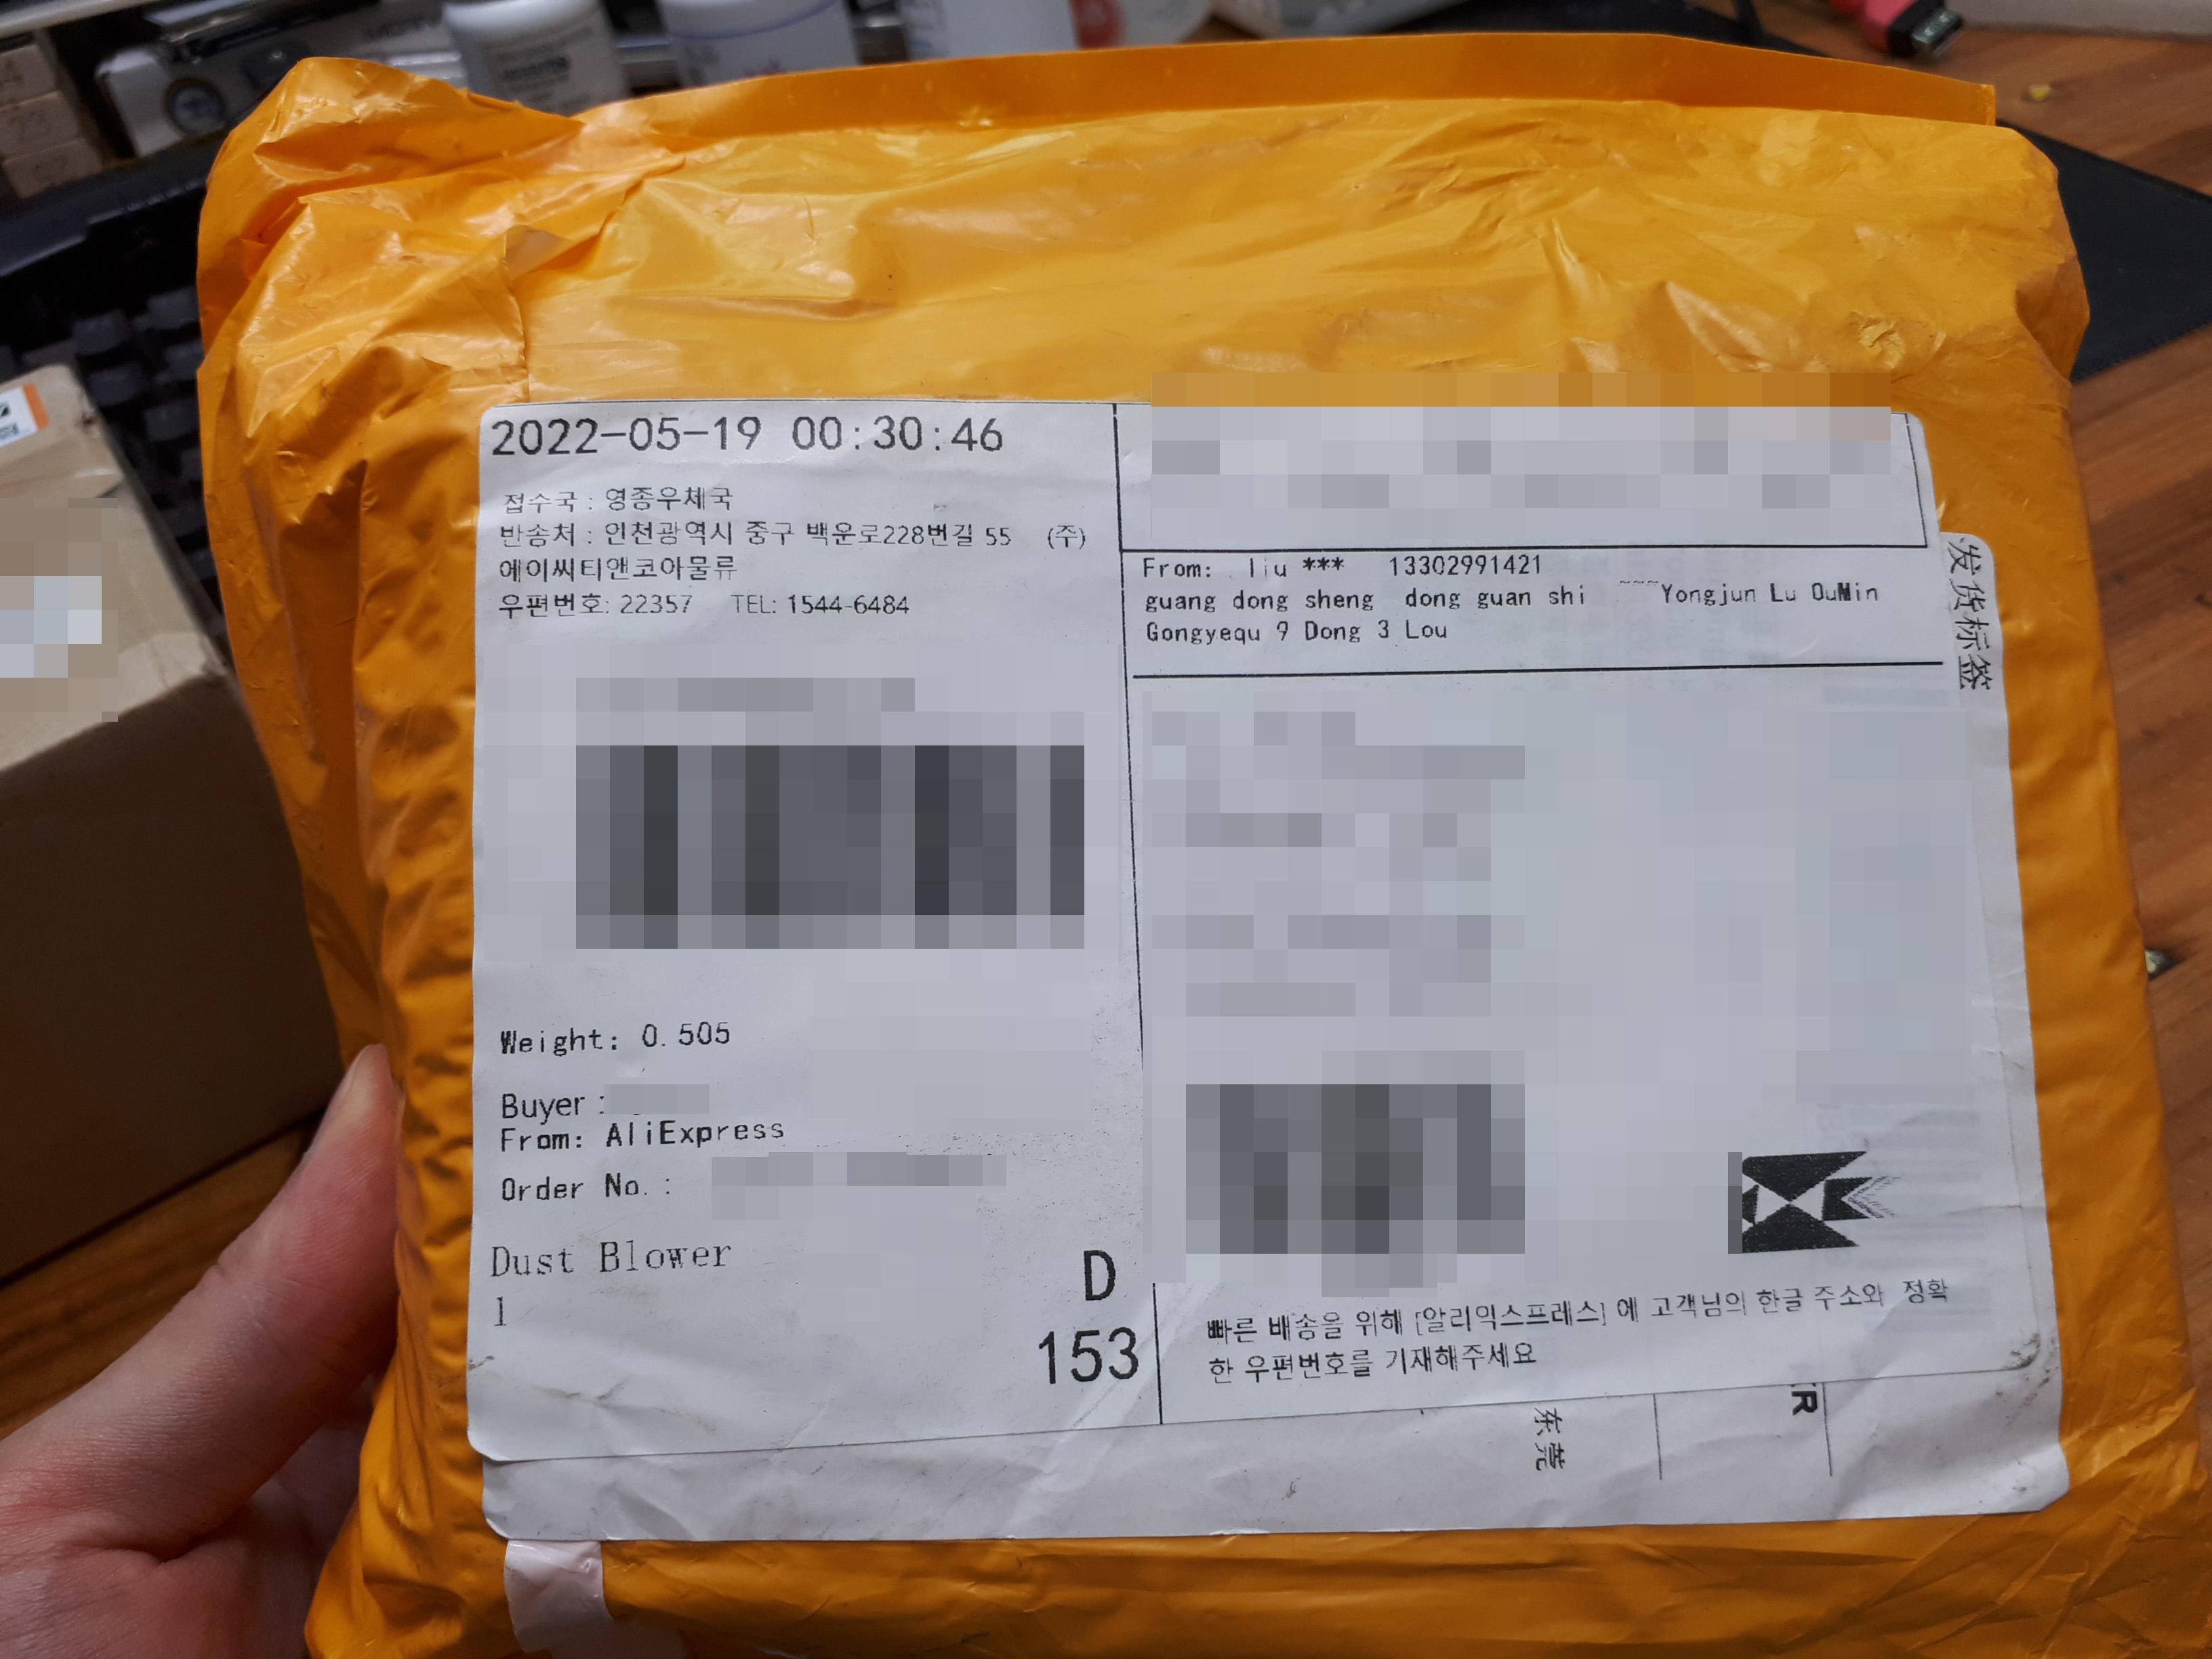 2022-05-19 00:30:46
접수국 : 영종우체국
반송처 : 인천광역시 중구 백운로228번길 55 (주)
에이씨티앤코아물류
우편번호: 22357 TEL: 1544-6484
Weight: 0.505
Buyer :
From: AliExpress
Order No. :
Dust Blower
1
D
153
From: liu *** 13302991421
guang dong sheng dong guan shi ~~~Yongjun Lu OuMin
Gongyequ 9 Dong 3 Lou
빠른 배송을 위해 [알리익스프레스] 에 고객님의 한글 주소와 정확
한 우편번호를 기재해주세요
发货标签
东莞
KR